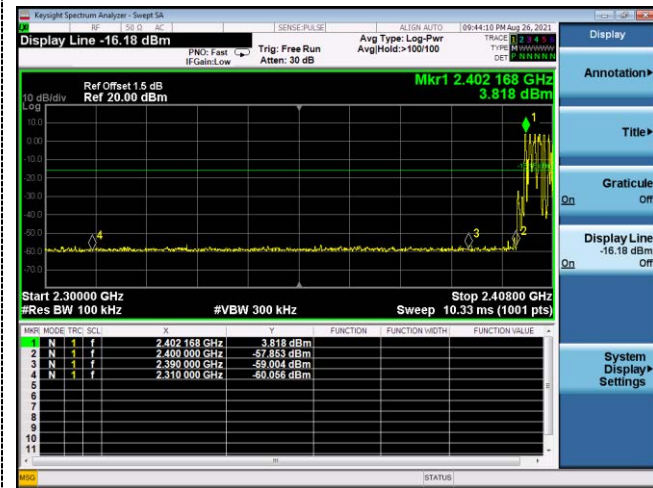 Keysight Spectrum Analyzer - Swept SA
RF 50 Ω AC SENSE:PULSE ALIGN AUTO 09:44:10 PM Aug 26, 2021
Display Line -16.18 dBm
PNO: Fast Trig: Free Run Avg Type: Log-Pwr TRACE 1 2 3 4 5 6
IFGain:Low Atten: 30 dB Avg|Hold:>100/100 TYPE M W W W W W
DET P N N N N N
Mkr1 2.402 168 GHz
3.818 dBm
Ref Offset 1.5 dB
10 dB/div Ref 20.00 dBm
Log
10.0
0.00
-10.0
-20.0
-30.0
-40.0
-50.0
-60.0
-70.0
1
2
3
4
Start 2.30000 GHz Stop 2.40800 GHz
#Res BW 100 kHz #VBW 300 kHz Sweep 10.33 ms (1001 pts)
MKR MODE TRC SCL X Y FUNCTION FUNCTION WIDTH FUNCTION VALUE
1 N 1 f 2.402 168 GHz 3.818 dBm
2 N 1 f 2.400 000 GHz -57.853 dBm
3 N 1 f 2.390 000 GHz -59.004 dBm
4 N 1 f 2.310 000 GHz -60.056 dBm
5
6
7
8
9
10
11
MSG STATUS
Display
Annotation
Title
Graticule
On Off
Display Line
-16.18 dBm
On Off
System
Display
Settings